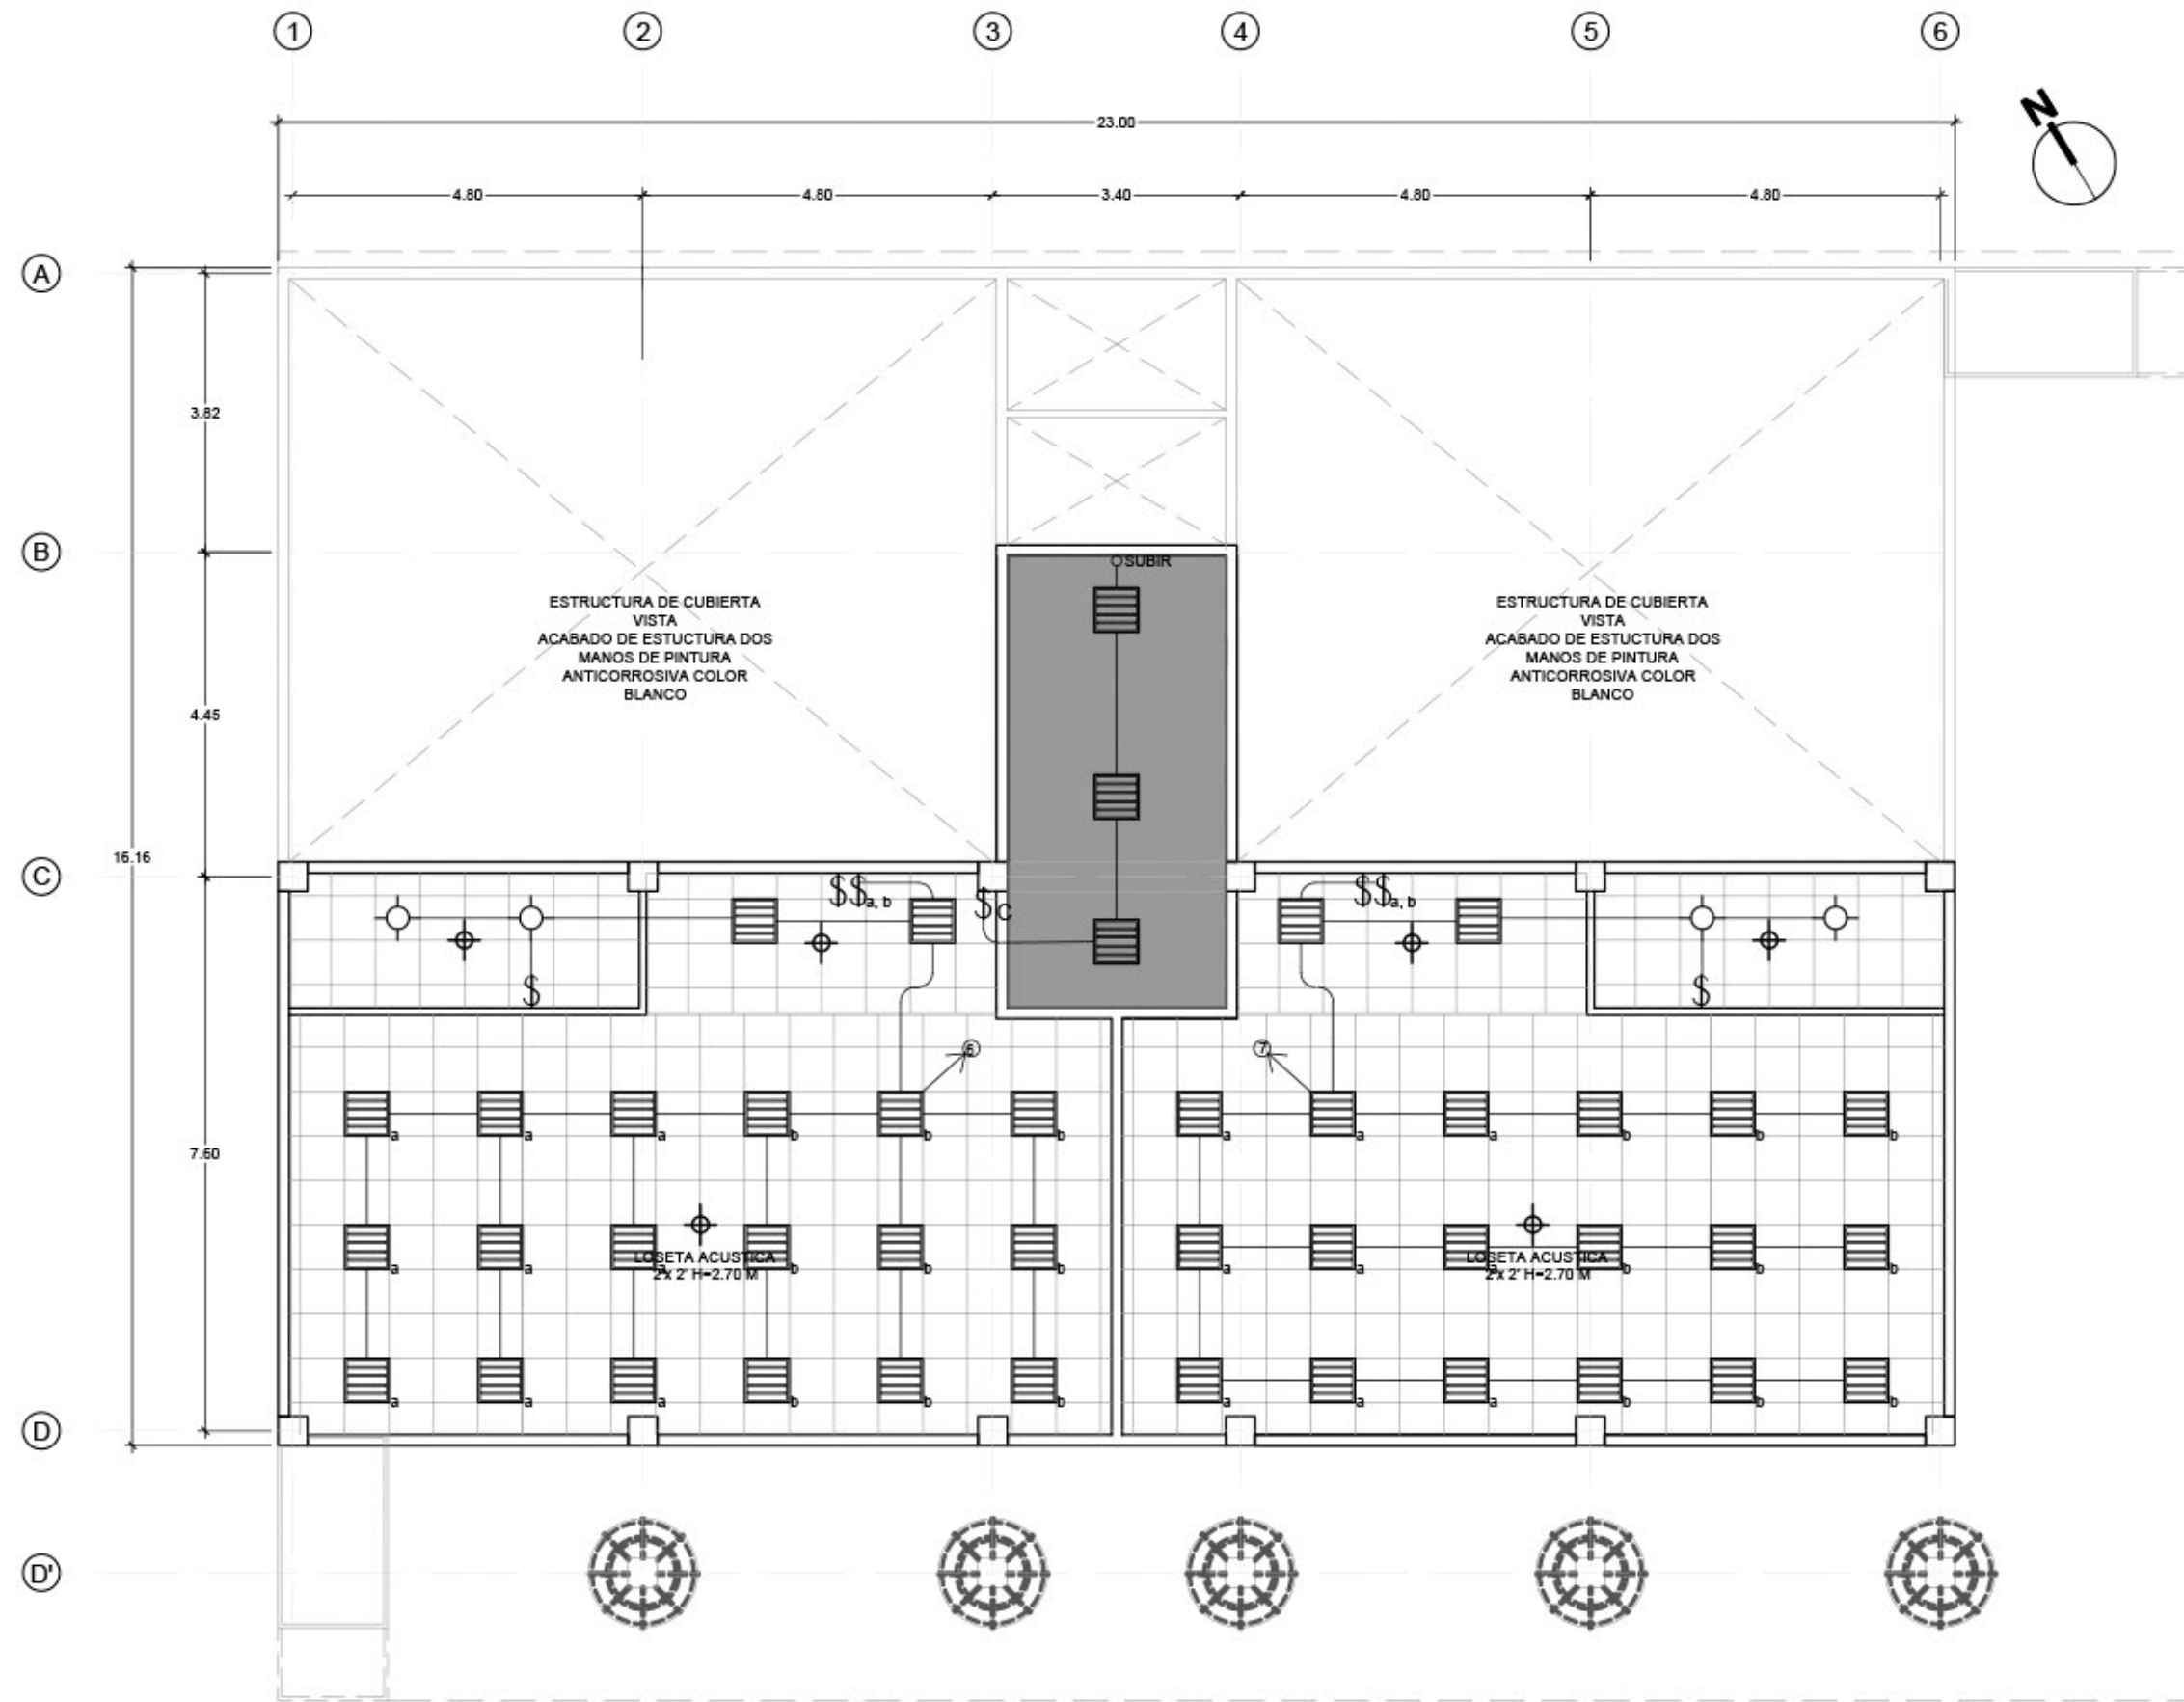 1 2 3 4 5 6
N
23.00
4.80 4.80 3.40 4.80 4.80
A
3.82
B
SUBIR
ESTRUCTURA DE CUBIERTA
VISTA
ACABADO DE ESTUCTURA DOS
MANOS DE PINTURA
ANTICORROSIVA COLOR
BLANCO
ESTRUCTURA DE CUBIERTA
VISTA
ACABADO DE ESTUCTURA DOS
MANOS DE PINTURA
ANTICORROSIVA COLOR
BLANCO
4.45
16.16
C
$$a, b
$c
$$a, b
$
$
7
7.60
a a a b b b
a a a b b b
LOSETA ACUSTICA
2'x 2' H=2.70 M
a a a b b b
a a a b b b
LOSETA ACUSTICA
2'x 2' H=2.70 M
a a a b b b
a a a b b b
D
D'